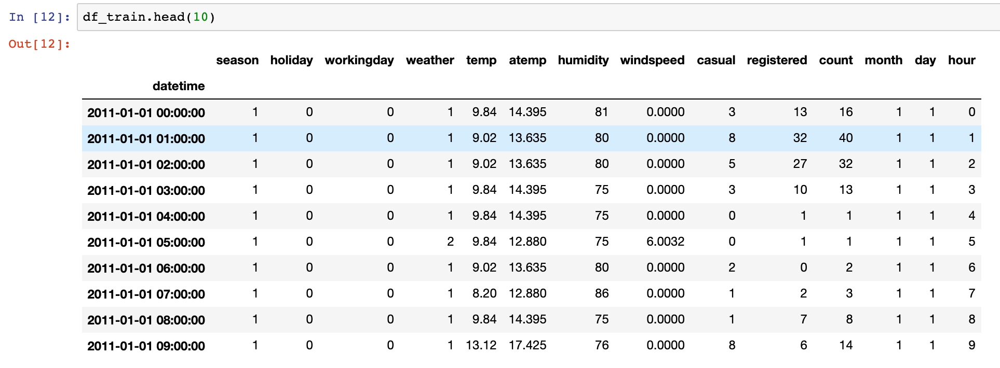 In [12]: df_train.head(10)
Out[12]:
season holiday workingday weather temp atemp humidity windspeed casual registered count month day hour
datetime
2011-01-01 00:00:00 1 0 0 1 9.84 14.395 81 0.0000 3 13 16 1 1 0
2011-01-01 01:00:00 1 0 0 1 9.02 13.635 80 0.0000 8 32 40 1 1 1
2011-01-01 02:00:00 1 0 0 1 9.02 13.635 80 0.0000 5 27 32 1 1 2
2011-01-01 03:00:00 1 0 0 1 9.84 14.395 75 0.0000 3 10 13 1 1 3
2011-01-01 04:00:00 1 0 0 1 9.84 14.395 75 0.0000 0 1 1 1 1 4
2011-01-01 05:00:00 1 0 0 2 9.84 12.880 75 6.0032 0 1 1 1 1 5
2011-01-01 06:00:00 1 0 0 1 9.02 13.635 80 0.0000 2 0 2 1 1 6
2011-01-01 07:00:00 1 0 0 1 8.20 12.880 86 0.0000 1 2 3 1 1 7
2011-01-01 08:00:00 1 0 0 1 9.84 14.395 75 0.0000 1 7 8 1 1 8
2011-01-01 09:00:00 1 0 0 1 13.12 17.425 76 0.0000 8 6 14 1 1 9